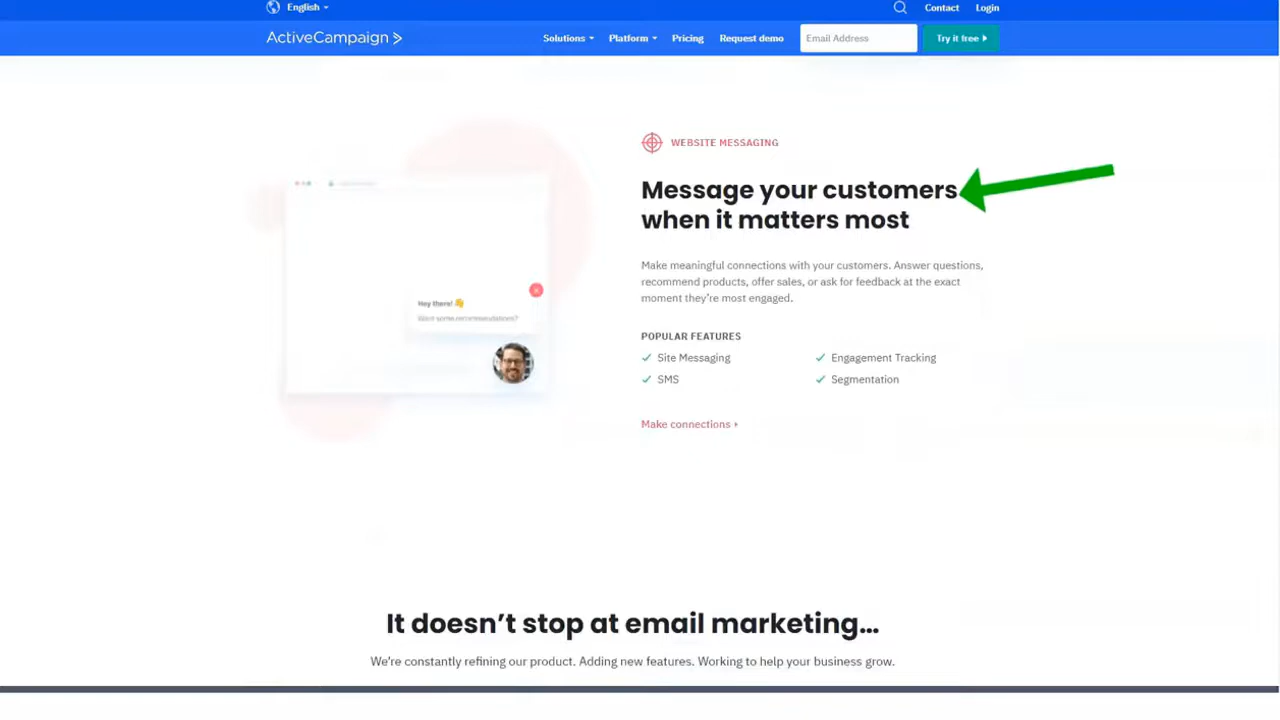 English
Contact
Login
ActiveCampaign >
Solutions
Platform
Pricing
Request demo
Email Address
Try it free
WEBSITE MESSAGING
Message your customers
when it matters most
Make meaningful connections with your customers. Answer questions,
recommend products, offer sales, or ask for feedback at the exact
moment they’re most engaged.
Hey there! 👋
Want some recommendations?
POPULAR FEATURES
Site Messaging
Engagement Tracking
SMS
Segmentation
Make connections
It doesn’t stop at email marketing…
We’re constantly refining our product. Adding new features. Working to help your business grow.